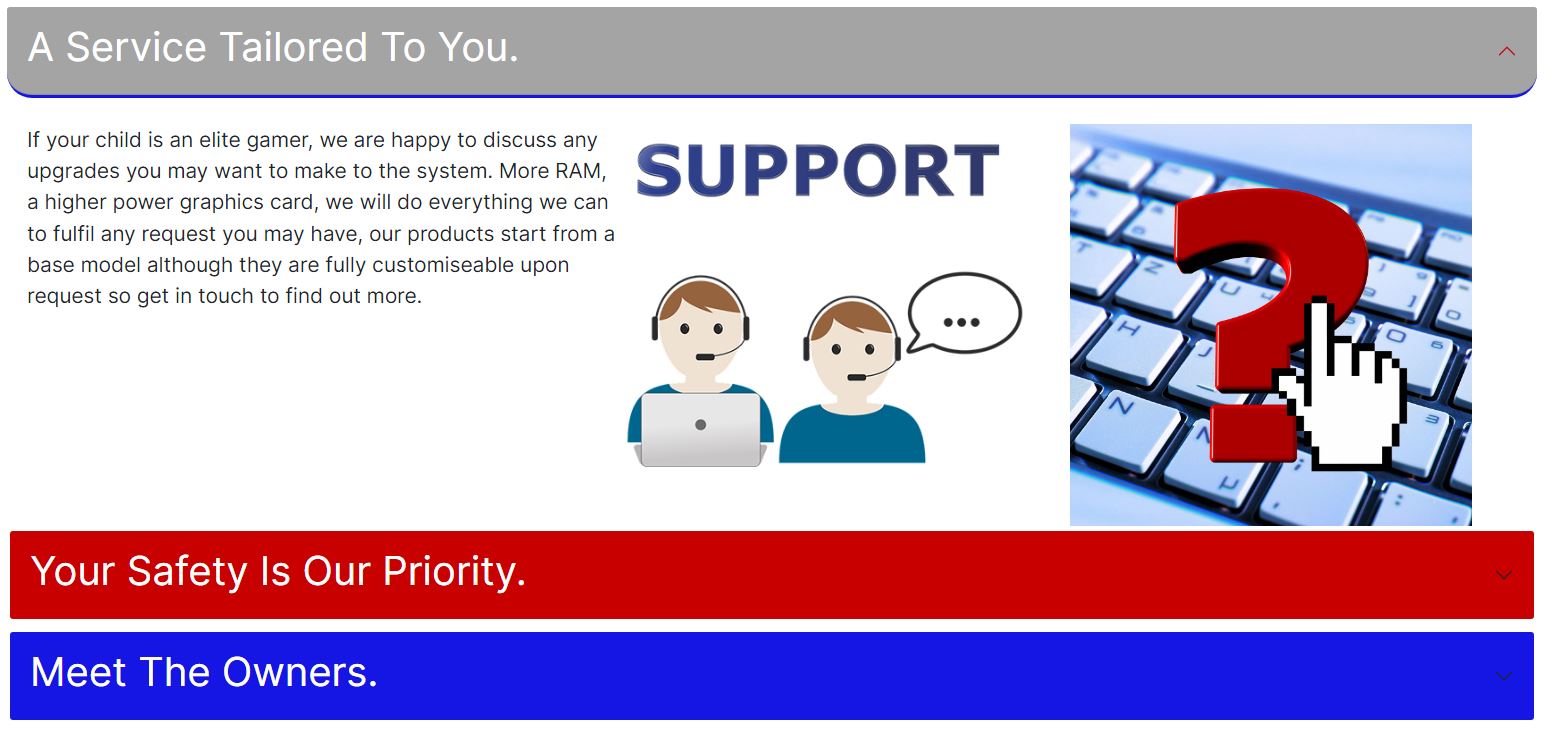 A Service Tailored To You.
If your child is an elite gamer, we are happy to discuss any
upgrades you may want to make to the system. More RAM,
a higher power graphics card, we will do everything we can
to fulfil any request you may have, our products start from a
base model although they are fully customiseable upon
request so get in touch to find out more.
SUPPORT
...
?
Your Safety Is Our Priority.
Meet The Owners.